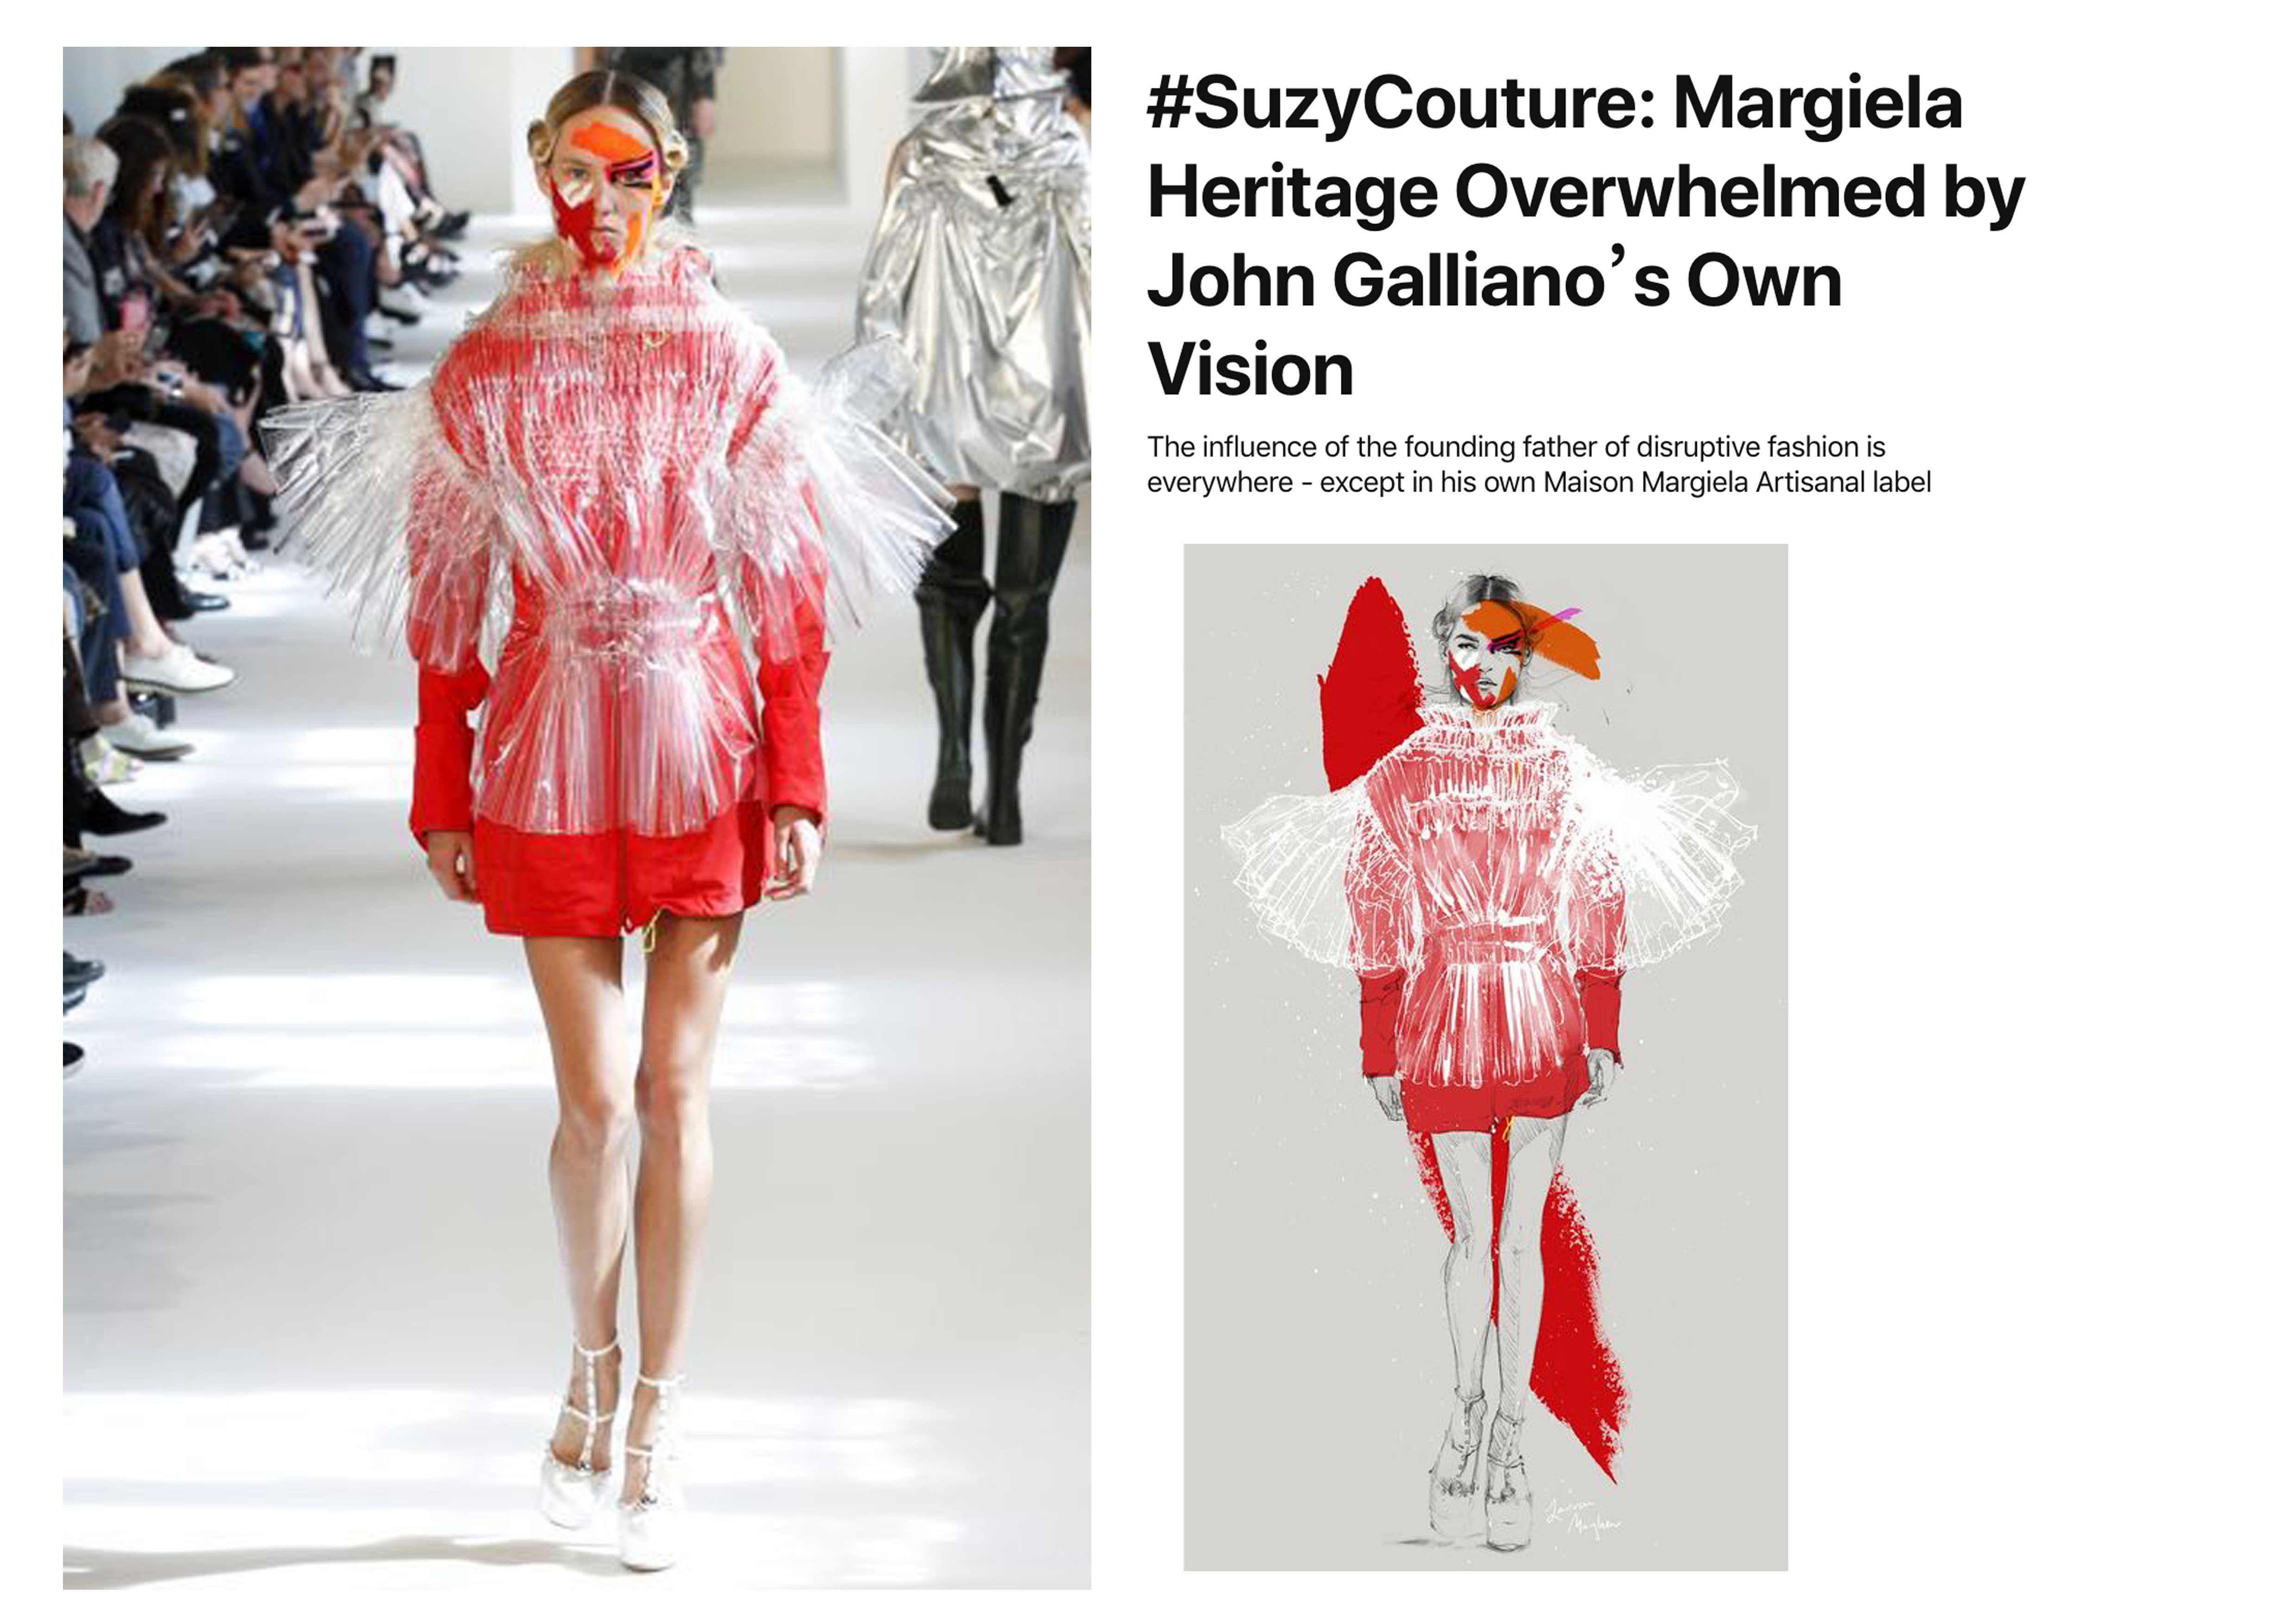 #SuzyCouture: Margiela
Heritage Overwhelmed by
John Galliano’s Own
Vision
The influence of the founding father of disruptive fashion is
everywhere - except in his own Maison Margiela Artisanal label